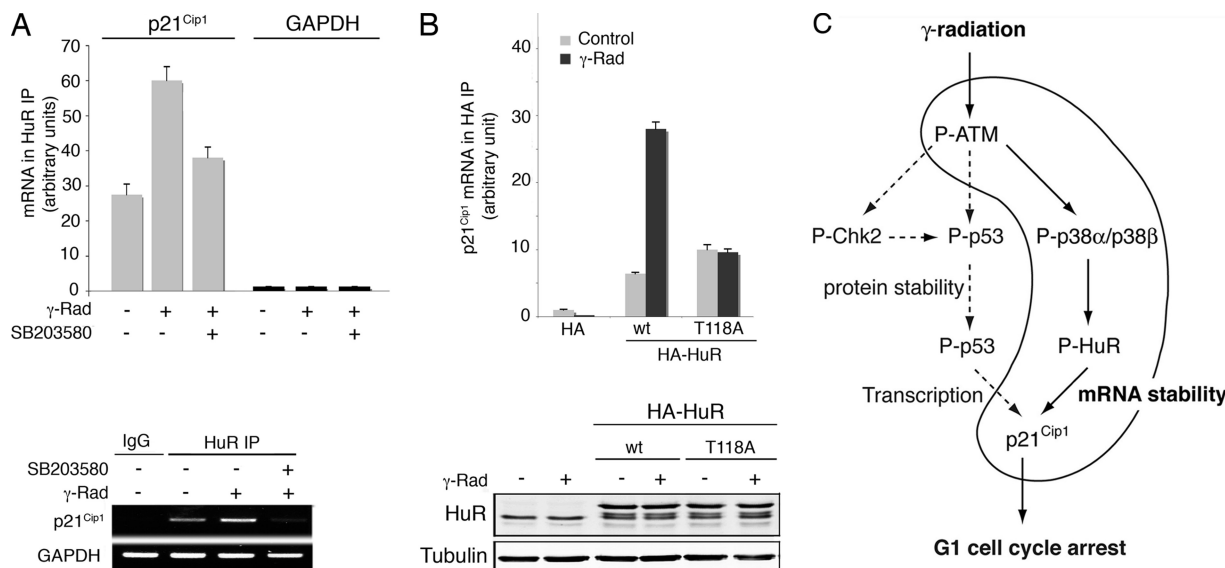 A
p21Cip1 GAPDH
mRNA in HuR IP
(arbitrary units)
70
60
50
40
30
20
10
0
γ-Rad - + + - + +
SB203580 + +
IgG HuR IP
SB203580 - - - +
γ-Rad - - + +
p21Cip1
GAPDH
B
Control
γ-Rad
p21Cip1 mRNA in HA IP
(arbitrary unit)
40
30
20
10
0
HA wt T118A
HA-HuR
HA-HuR
wt T118A
γ-Rad - + - + - +
HuR
Tubulin
C
γ-radiation
P-ATM
P-Chk2 P-p53 P-p38α/p38β
protein stability
P-p53 P-HuR
Transcription mRNA stability
p21Cip1
G1 cell cycle arrest